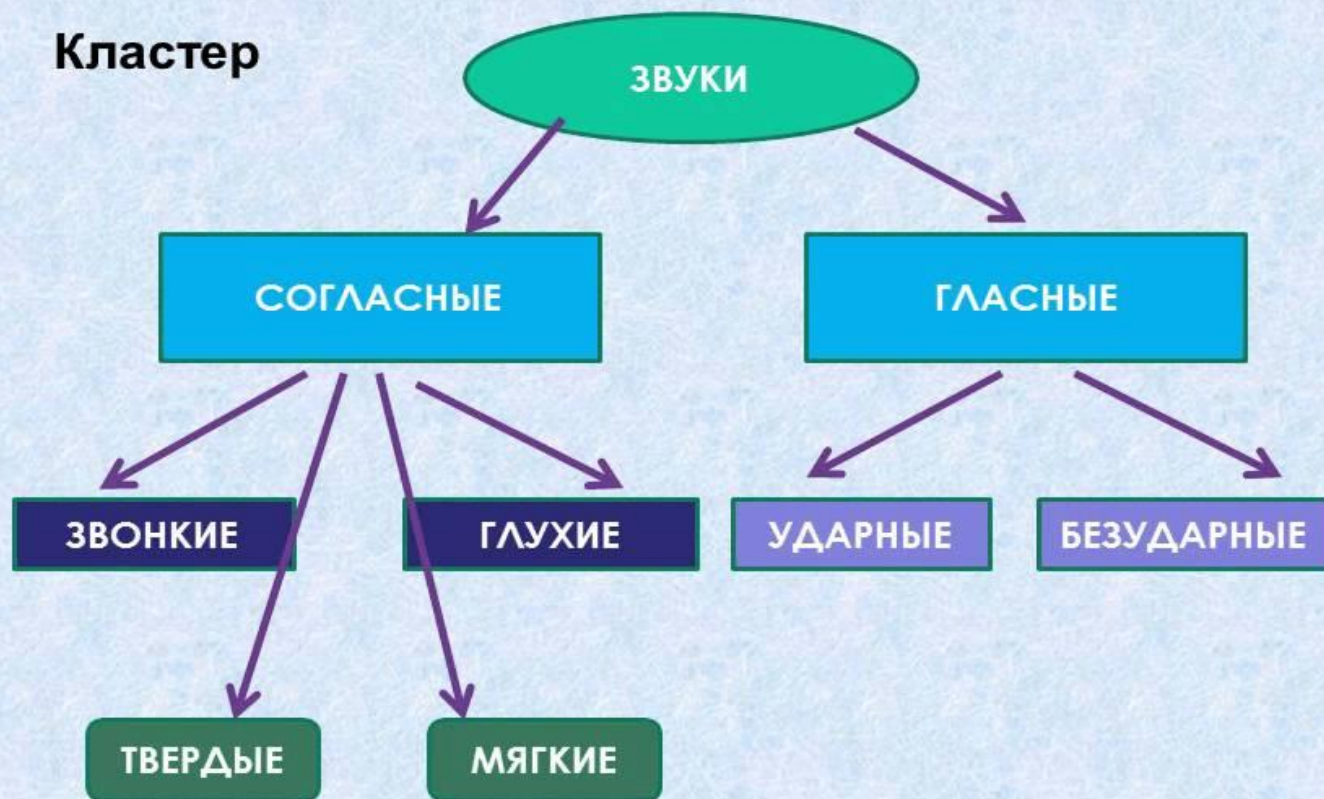 Кластер
ЗВУКИ
СОГЛАСНЫЕ
ГЛАСНЫЕ
ЗВОНКИЕ
ГЛУХИЕ
УДАРНЫЕ
БЕЗУДАРНЫЕ
ТВЕРДЫЕ
МЯГКИЕ